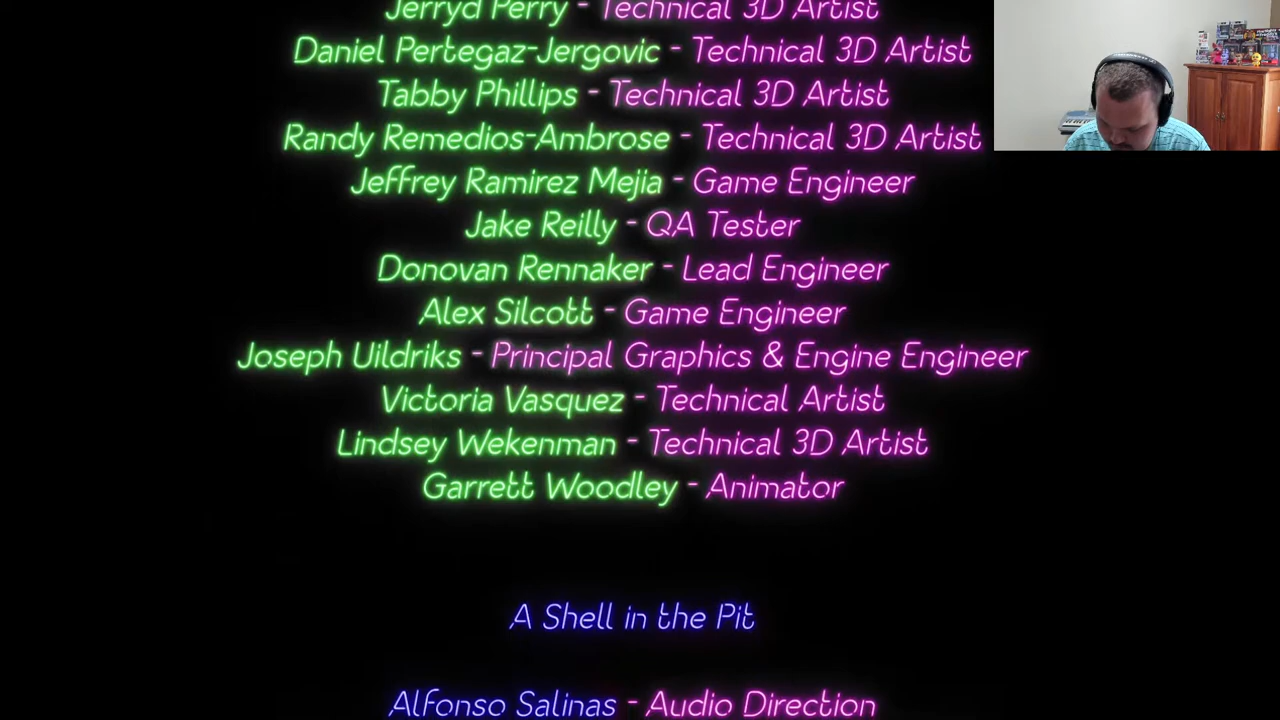 Jerryd Perry - Technical 3D Artist
Daniel Pertegaz-Jergovic - Technical 3D Artist
Tabby Phillips - Technical 3D Artist
Randy Remedios-Ambrose - Technical 3D Artist
Jeffrey Ramirez Mejia - Game Engineer
Jake Reilly - QA Tester
Donovan Rennaker - Lead Engineer
Alex Silcott - Game Engineer
Joseph Uildriks - Principal Graphics & Engine Engineer
Victoria Vasquez - Technical Artist
Lindsey Wekenman - Technical 3D Artist
Garrett Woodley - Animator
A Shell in the Pit
Alfonso Salinas - Audio Direction